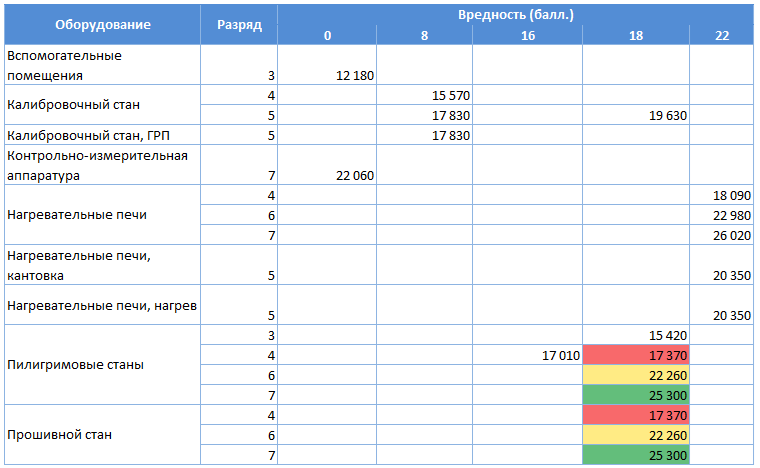 Оборудование Разряд Вредность (балл.)
0 8 16 18 22
Вспомогательные
помещения 3 12 180
Калибровочный стан 4 15 570
5 17 830 19 630
Калибровочный стан, ГРП 5 17 830
Контрольно-измерительная
аппаратура 7 22 060
Нагревательные печи 4 18 090
6 22 980
7 26 020
Нагревательные печи,
кантовка 5 20 350
Нагревательные печи, нагрев 5 20 350
Пилигримовые станы 3 15 420
4 17 010 17 370
6 22 260
7 25 300
Прошивной стан 4 17 370
6 22 260
7 25 300